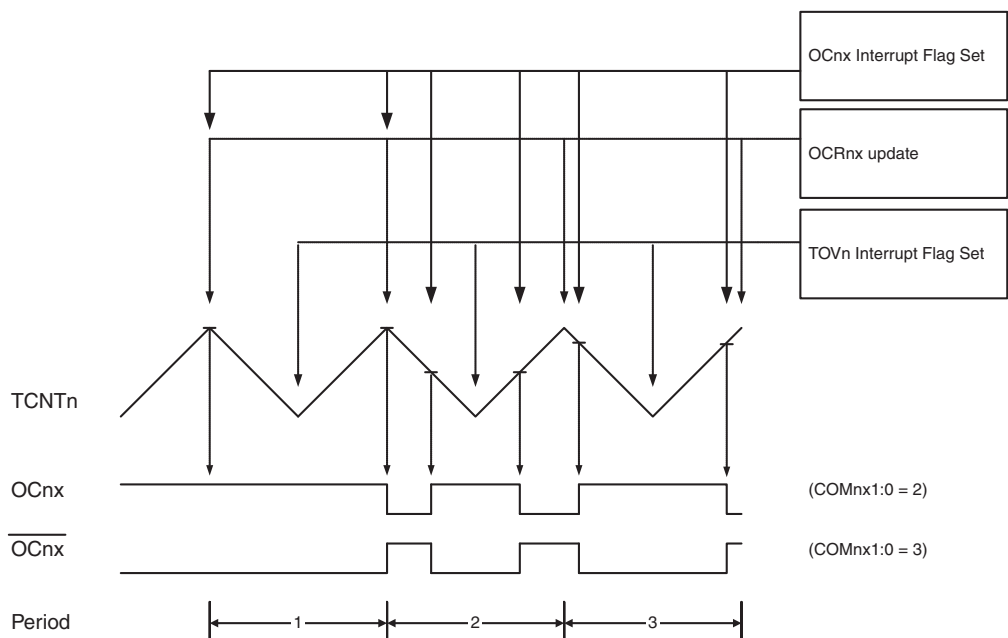 OCnx Interrupt Flag Set
OCRnx update
TOVn Interrupt Flag Set
TCNTn
OCnx
(COMnx1:0 = 2)
OCnx
(COMnx1:0 = 3)
Period
1
2
3